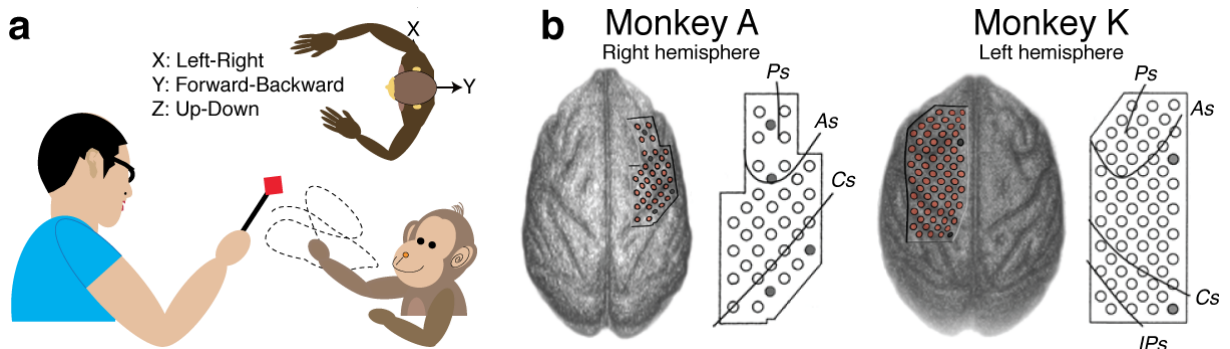 a
X: Left-Right
Y: Forward-Backward
Z: Up-Down
X
Y
b
Monkey A
Right hemisphere
Ps
As
Cs
Monkey K
Left hemisphere
Ps
As
Cs
IPs